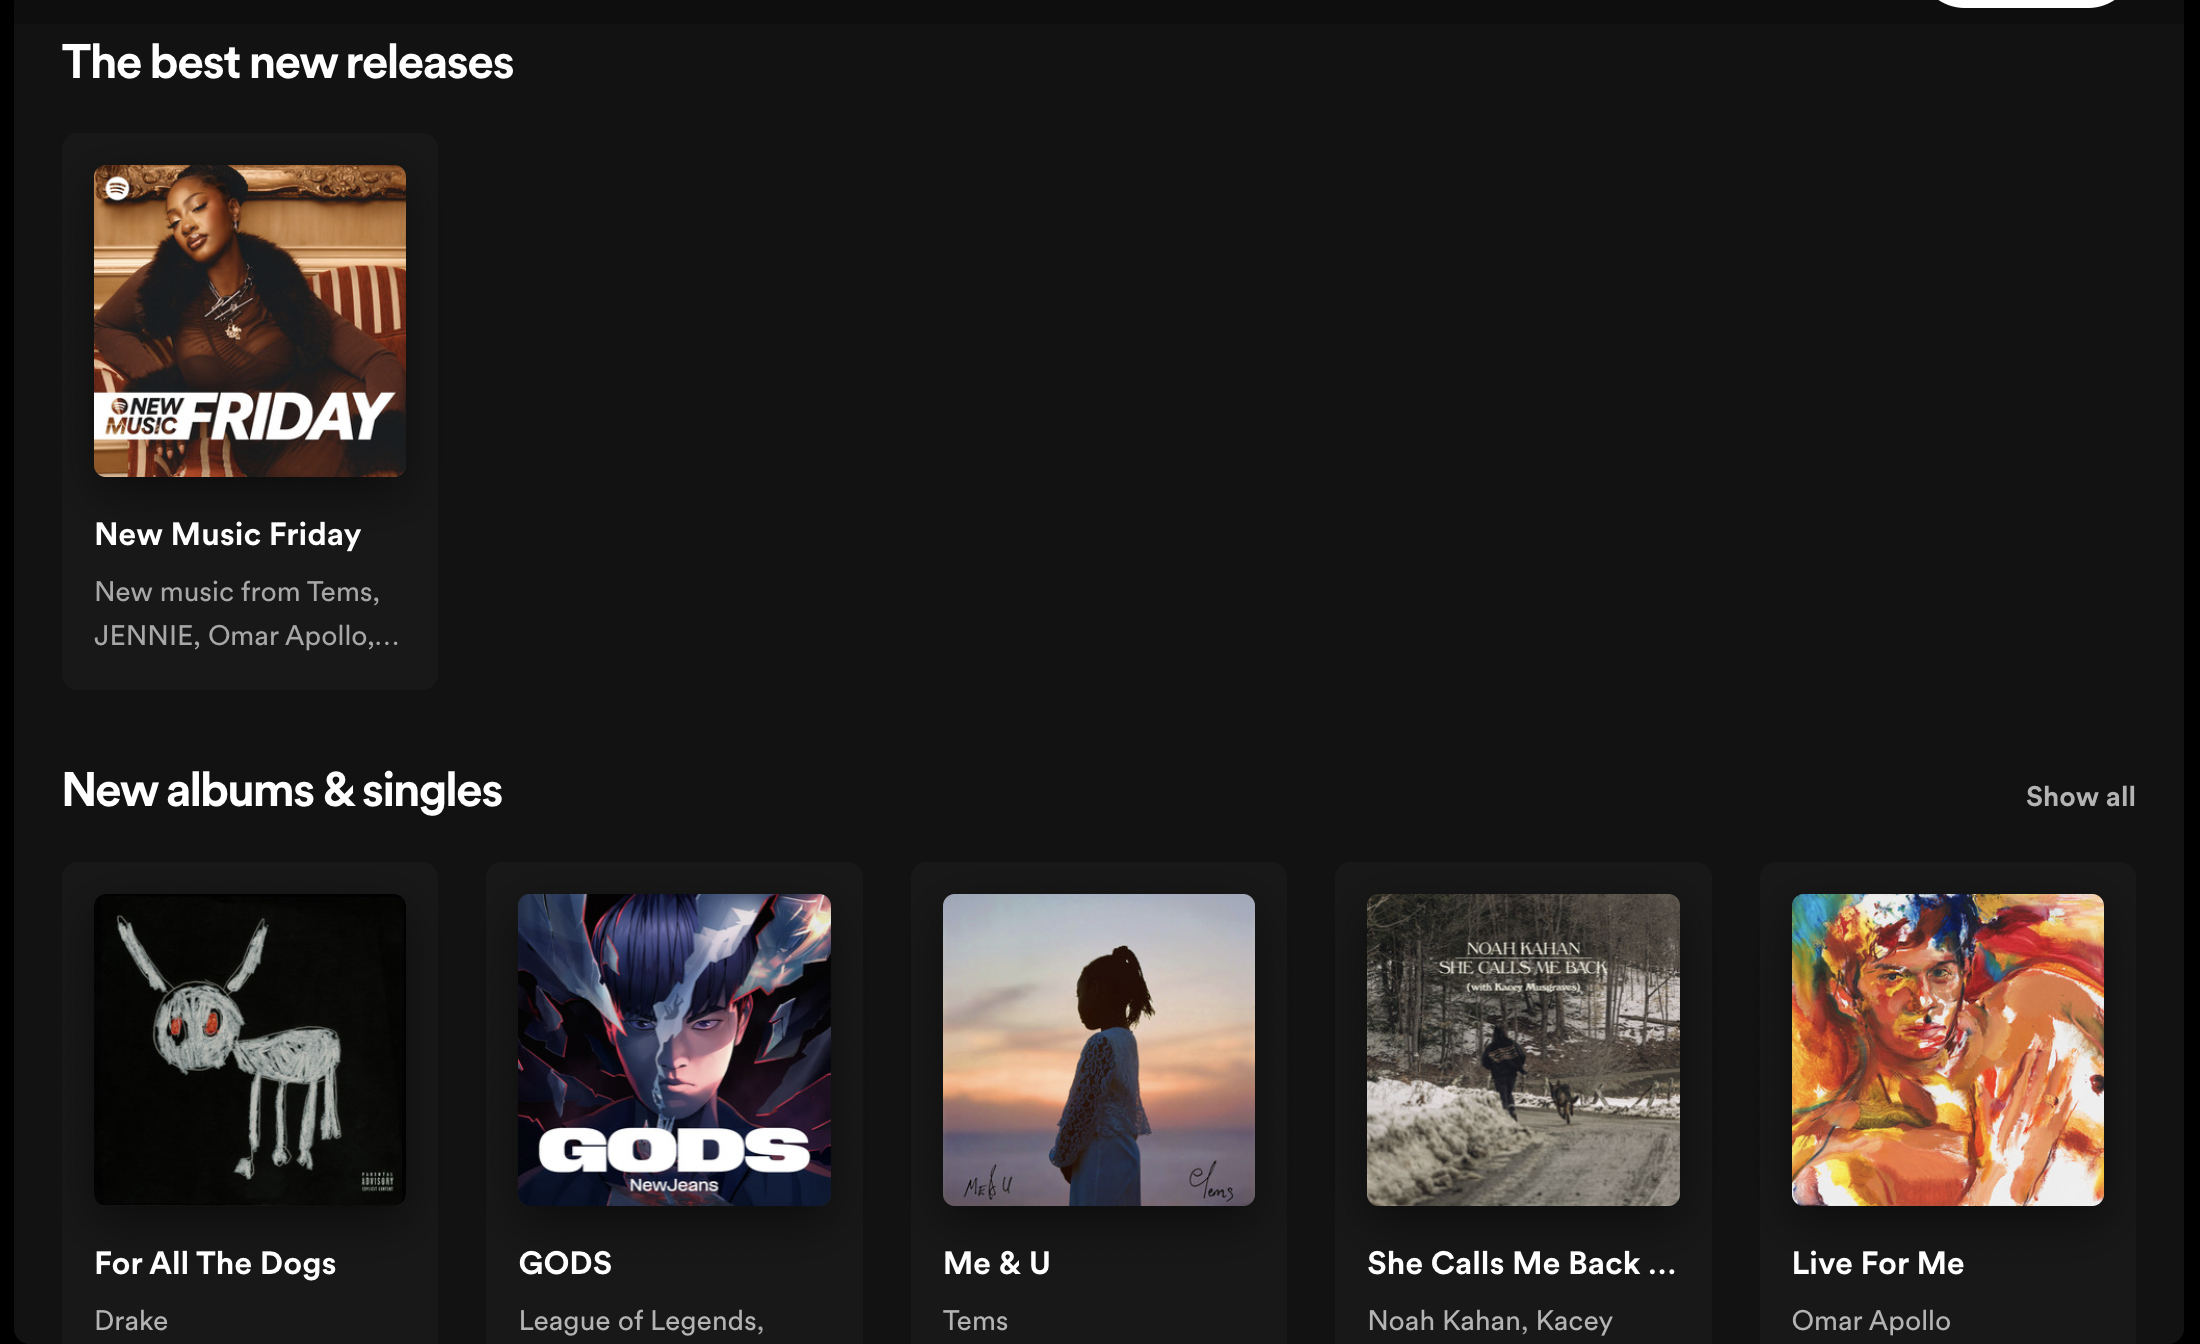 The best new releases
NEW
MUSIC
FRIDAY
New Music Friday
New music from Tems,
JENNIE, Omar Apollo,...
New albums & singles
Show all
PARENTAL
ADVISORY
EXPLICIT CONTENT
GODS
NewJeans
ME & U
Tems
NOAH KAHAN
SHE CALLS ME BACK
(with Kacey Musgraves)
For All The Dogs
Drake
GODS
League of Legends,
Me & U
Tems
She Calls Me Back ...
Noah Kahan, Kacey
Live For Me
Omar Apollo